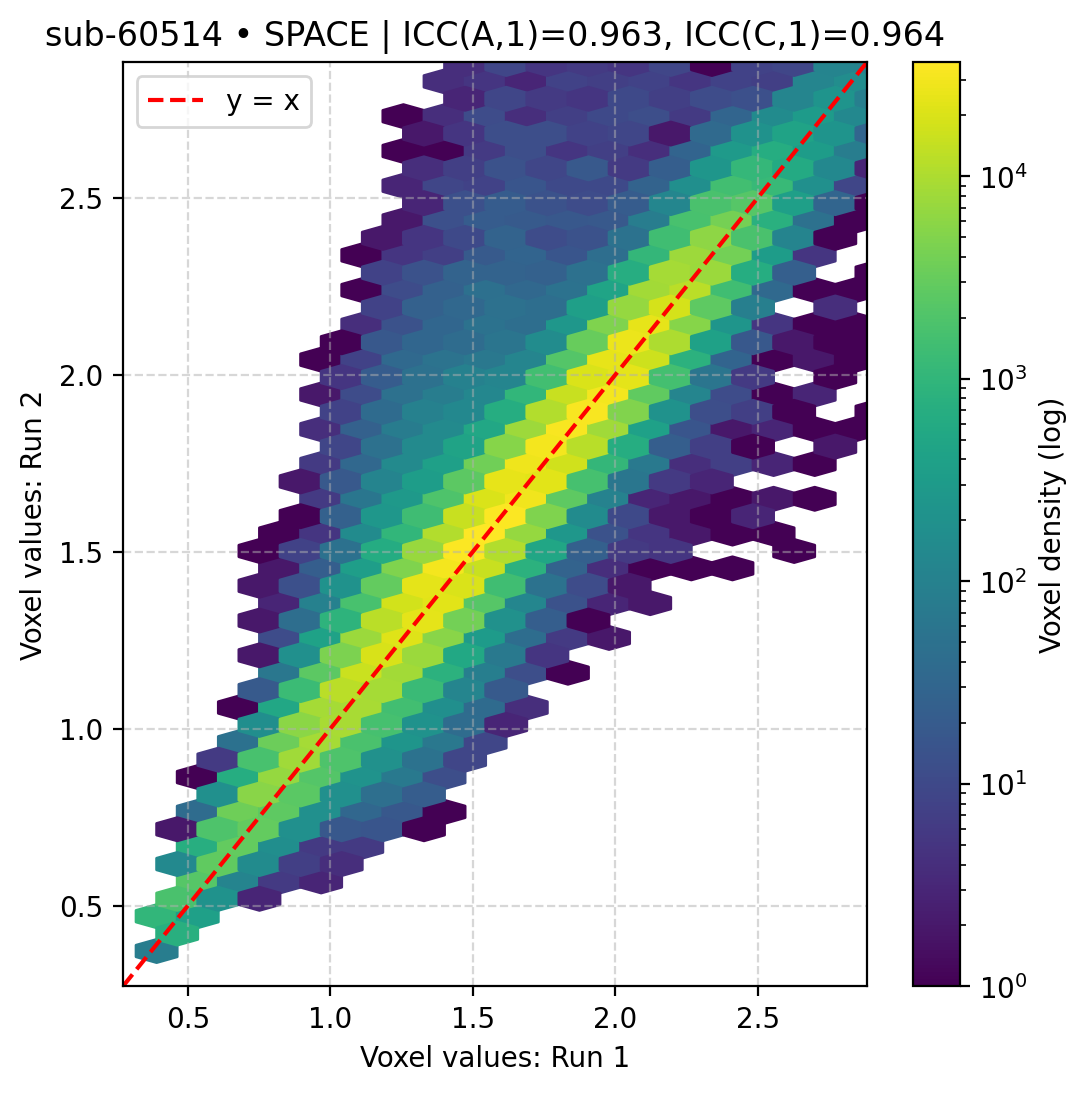 sub-60514 • SPACE | ICC(A,1)=0.963, ICC(C,1)=0.964
y = x
2.5
2.0
1.5
1.0
0.5
Voxel values: Run 2
0.5 1.0 1.5 2.0 2.5
Voxel values: Run 1
10⁴
10³
10²
10¹
10⁰
Voxel density (log)